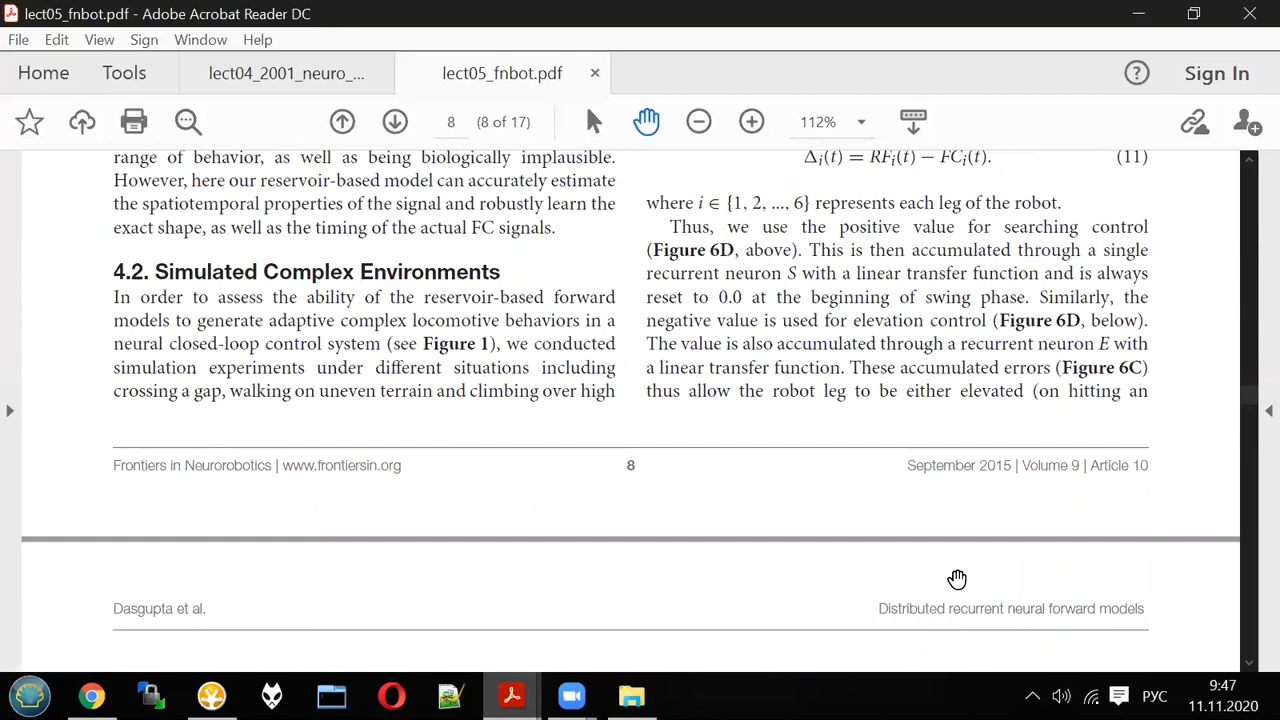 lect05_fnbot.pdf - Adobe Acrobat Reader DC
File Edit View Sign Window Help
Home Tools lect04_2001_neuro_... lect05_fnbot.pdf × ? Sign In
8 (8 of 17) 112%
range of behavior, as well as being biologically implausible.
However, here our reservoir-based model can accurately estimate
the spatiotemporal properties of the signal and robustly learn the
exact shape, as well as the timing of the actual FC signals.
4.2. Simulated Complex Environments
In order to assess the ability of the reservoir-based forward
models to generate adaptive complex locomotive behaviors in a
neural closed-loop control system (see Figure 1), we conducted
simulation experiments under different situations including
crossing a gap, walking on uneven terrain and climbing over high
Δi(t) = RFi(t) − FCi(t). (11)
where i ∈ {1, 2, ..., 6} represents each leg of the robot.
Thus, we use the positive value for searching control
(Figure 6D, above). This is then accumulated through a single
recurrent neuron S with a linear transfer function and is always
reset to 0.0 at the beginning of swing phase. Similarly, the
negative value is used for elevation control (Figure 6D, below).
The value is also accumulated through a recurrent neuron E with
a linear transfer function. These accumulated errors (Figure 6C)
thus allow the robot leg to be either elevated (on hitting an
Frontiers in Neurorobotics | www.frontiersin.org 8 September 2015 | Volume 9 | Article 10
Dasgupta et al. Distributed recurrent neural forward models
РУС 9:47
11.11.2020